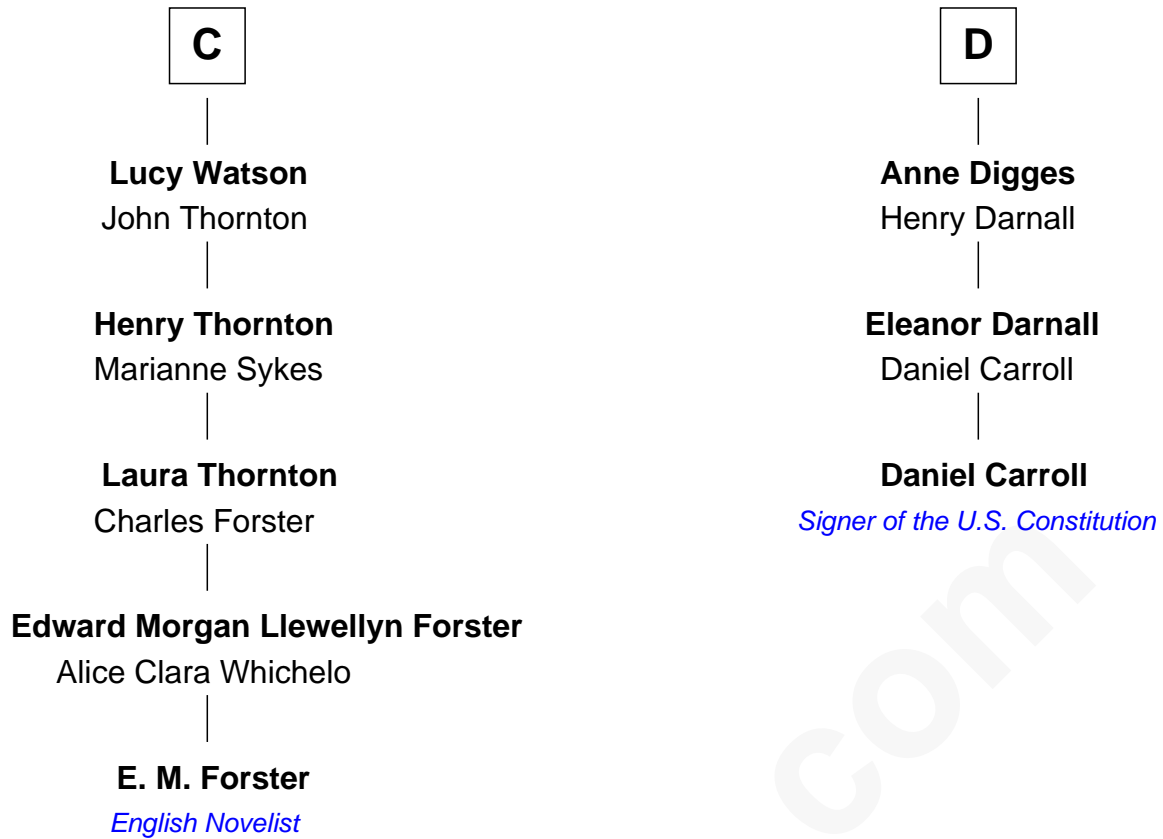 C
Lucy Watson
John Thornton
Henry Thornton
Marianne Sykes
Laura Thornton
Charles Forster
Edward Morgan Llewellyn Forster
Alice Clara Whichelo
E. M. Forster
English Novelist
D
Anne Digges
Henry Darnall
Eleanor Darnall
Daniel Carroll
Daniel Carroll
Signer of the U.S. Constitution
com